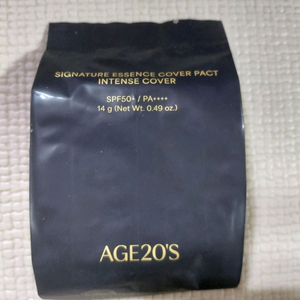 SIGNATURE ESSENCE COVER PACT
INTENSE COVER
SPF50+ / PA++++
14 g (Net Wt. 0.49 oz.)
AGE20'S